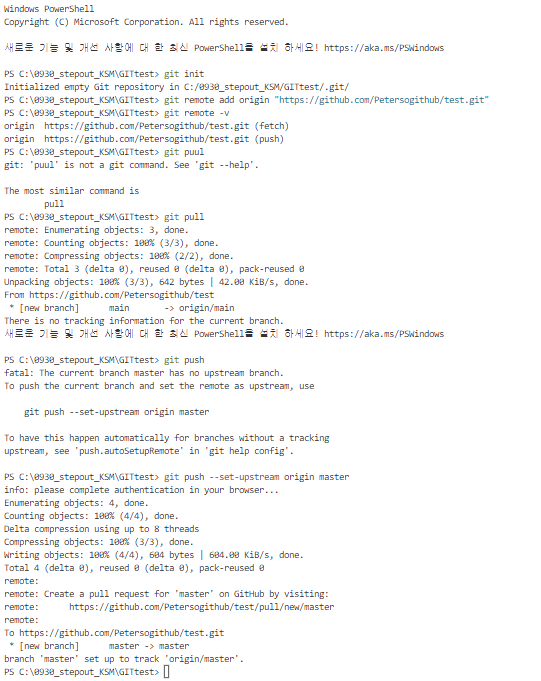 Windows PowerShell
Copyright (C) Microsoft Corporation. All rights reserved.
새로운 기능 및 개선 사항에 대 한 최신 PowerShell을 설치 하세요! https://aka.ms/PSWindows
PS C:\0930_stepout_KSM\GITtest> git init
Initialized empty Git repository in C:/0930_stepout_KSM/GITtest/.git/
PS C:\0930_stepout_KSM\GITtest> git remote add origin "https://github.com/Petersogithub/test.git"
PS C:\0930_stepout_KSM\GITtest> git remote -v
origin  https://github.com/Petersogithub/test.git (fetch)
origin  https://github.com/Petersogithub/test.git (push)
PS C:\0930_stepout_KSM\GITtest> git puul
git: 'puul' is not a git command. See 'git --help'.
The most similar command is
        pull
PS C:\0930_stepout_KSM\GITtest> git pull
remote: Enumerating objects: 3, done.
remote: Counting objects: 100% (3/3), done.
remote: Compressing objects: 100% (2/2), done.
remote: Total 3 (delta 0), reused 0 (delta 0), pack-reused 0
Unpacking objects: 100% (3/3), 642 bytes | 42.00 KiB/s, done.
From https://github.com/Petersogithub/test
 * [new branch]      main       -> origin/main
There is no tracking information for the current branch.
새로운 기능 및 개선 사항에 대 한 최신 PowerShell을 설치 하세요! https://aka.ms/PSWindows
PS C:\0930_stepout_KSM\GITtest> git push
fatal: The current branch master has no upstream branch.
To push the current branch and set the remote as upstream, use
    git push --set-upstream origin master
To have this happen automatically for branches without a tracking
upstream, see 'push.autoSetupRemote' in 'git help config'.
PS C:\0930_stepout_KSM\GITtest> git push --set-upstream origin master
info: please complete authentication in your browser...
Enumerating objects: 4, done.
Counting objects: 100% (4/4), done.
Delta compression using up to 8 threads
Compressing objects: 100% (3/3), done.
Writing objects: 100% (4/4), 604 bytes | 604.00 KiB/s, done.
Total 4 (delta 0), reused 0 (delta 0), pack-reused 0
remote:
remote: Create a pull request for 'master' on GitHub by visiting:
remote:      https://github.com/Petersogithub/test/pull/new/master
remote:
To https://github.com/Petersogithub/test.git
 * [new branch]      master -> master
branch 'master' set up to track 'origin/master'.
PS C:\0930_stepout_KSM\GITtest>